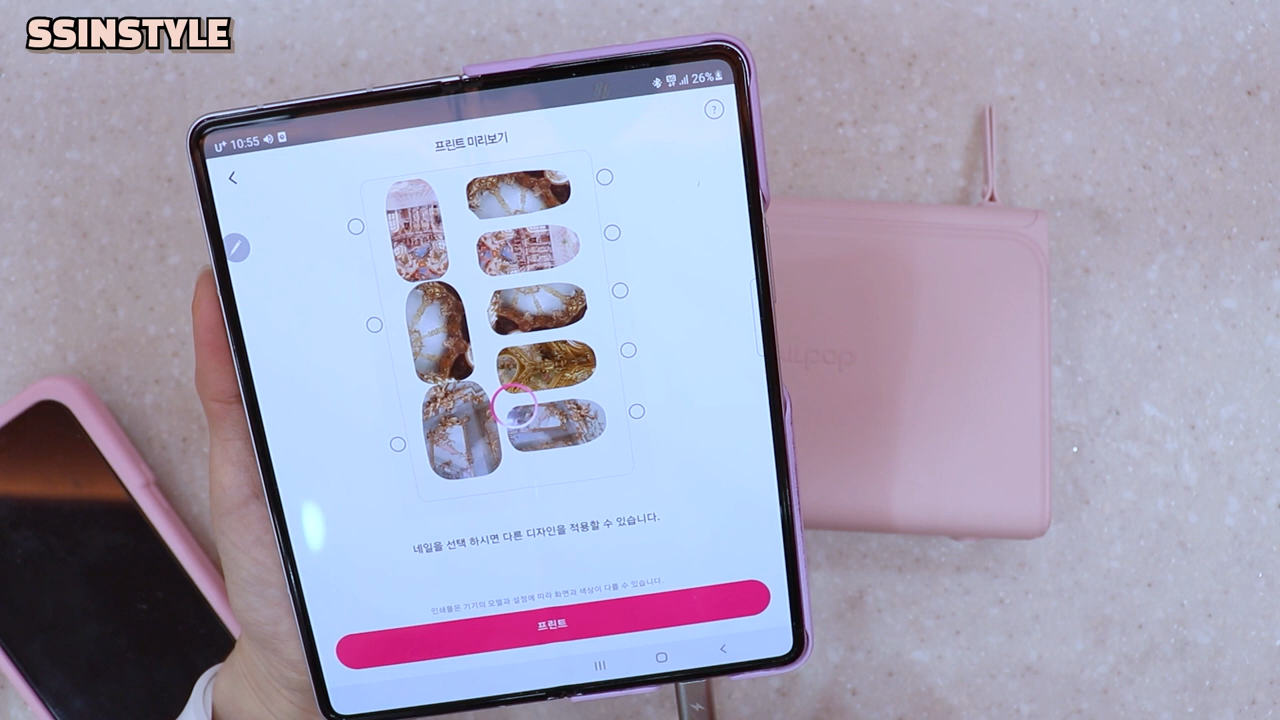 SSINSTYLE
U+ 10:55
26%
프린트 미리보기
?
네일을 선택 하시면 다른 디자인을 적용할 수 있습니다.
인쇄물은 기기의 모델과 설정에 따라 화면과 색상이 다를 수 있습니다.
프린트